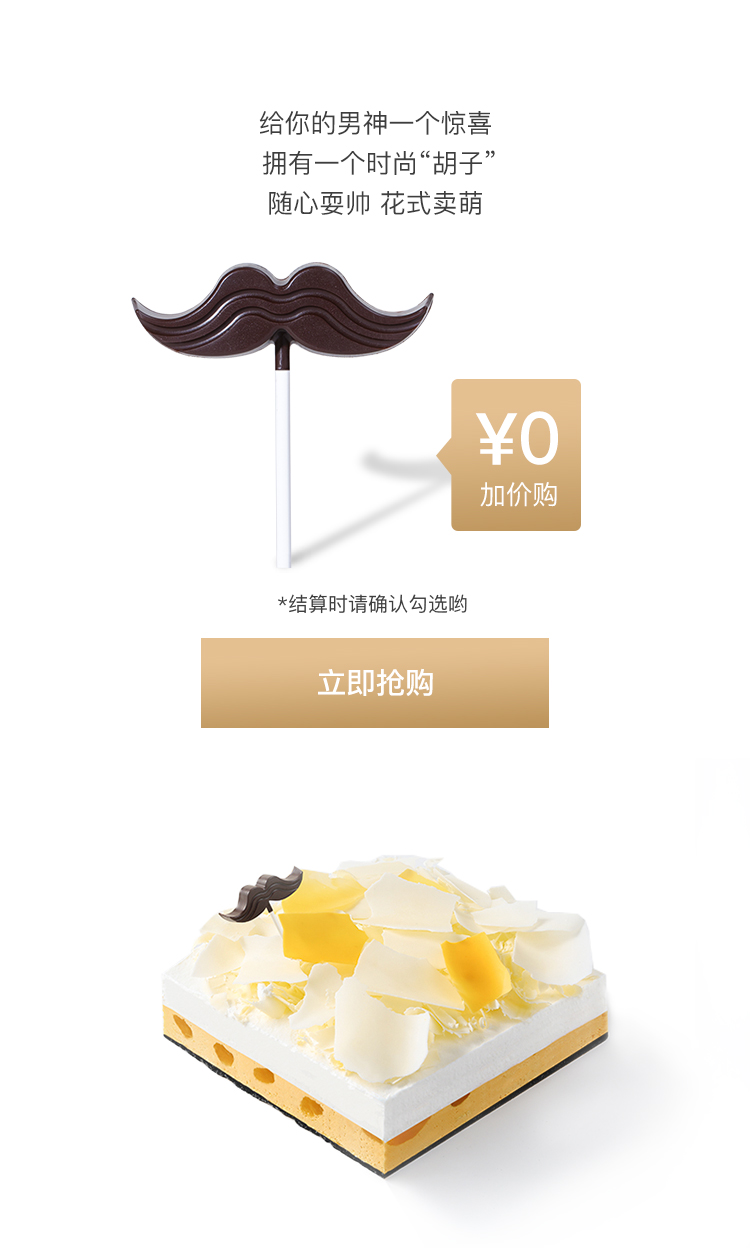 给你的男神一个惊喜
拥有一个时尚“胡子”
随心耍帅 花式卖萌
¥0
加价购
*结算时请确认勾选哟
立即抢购